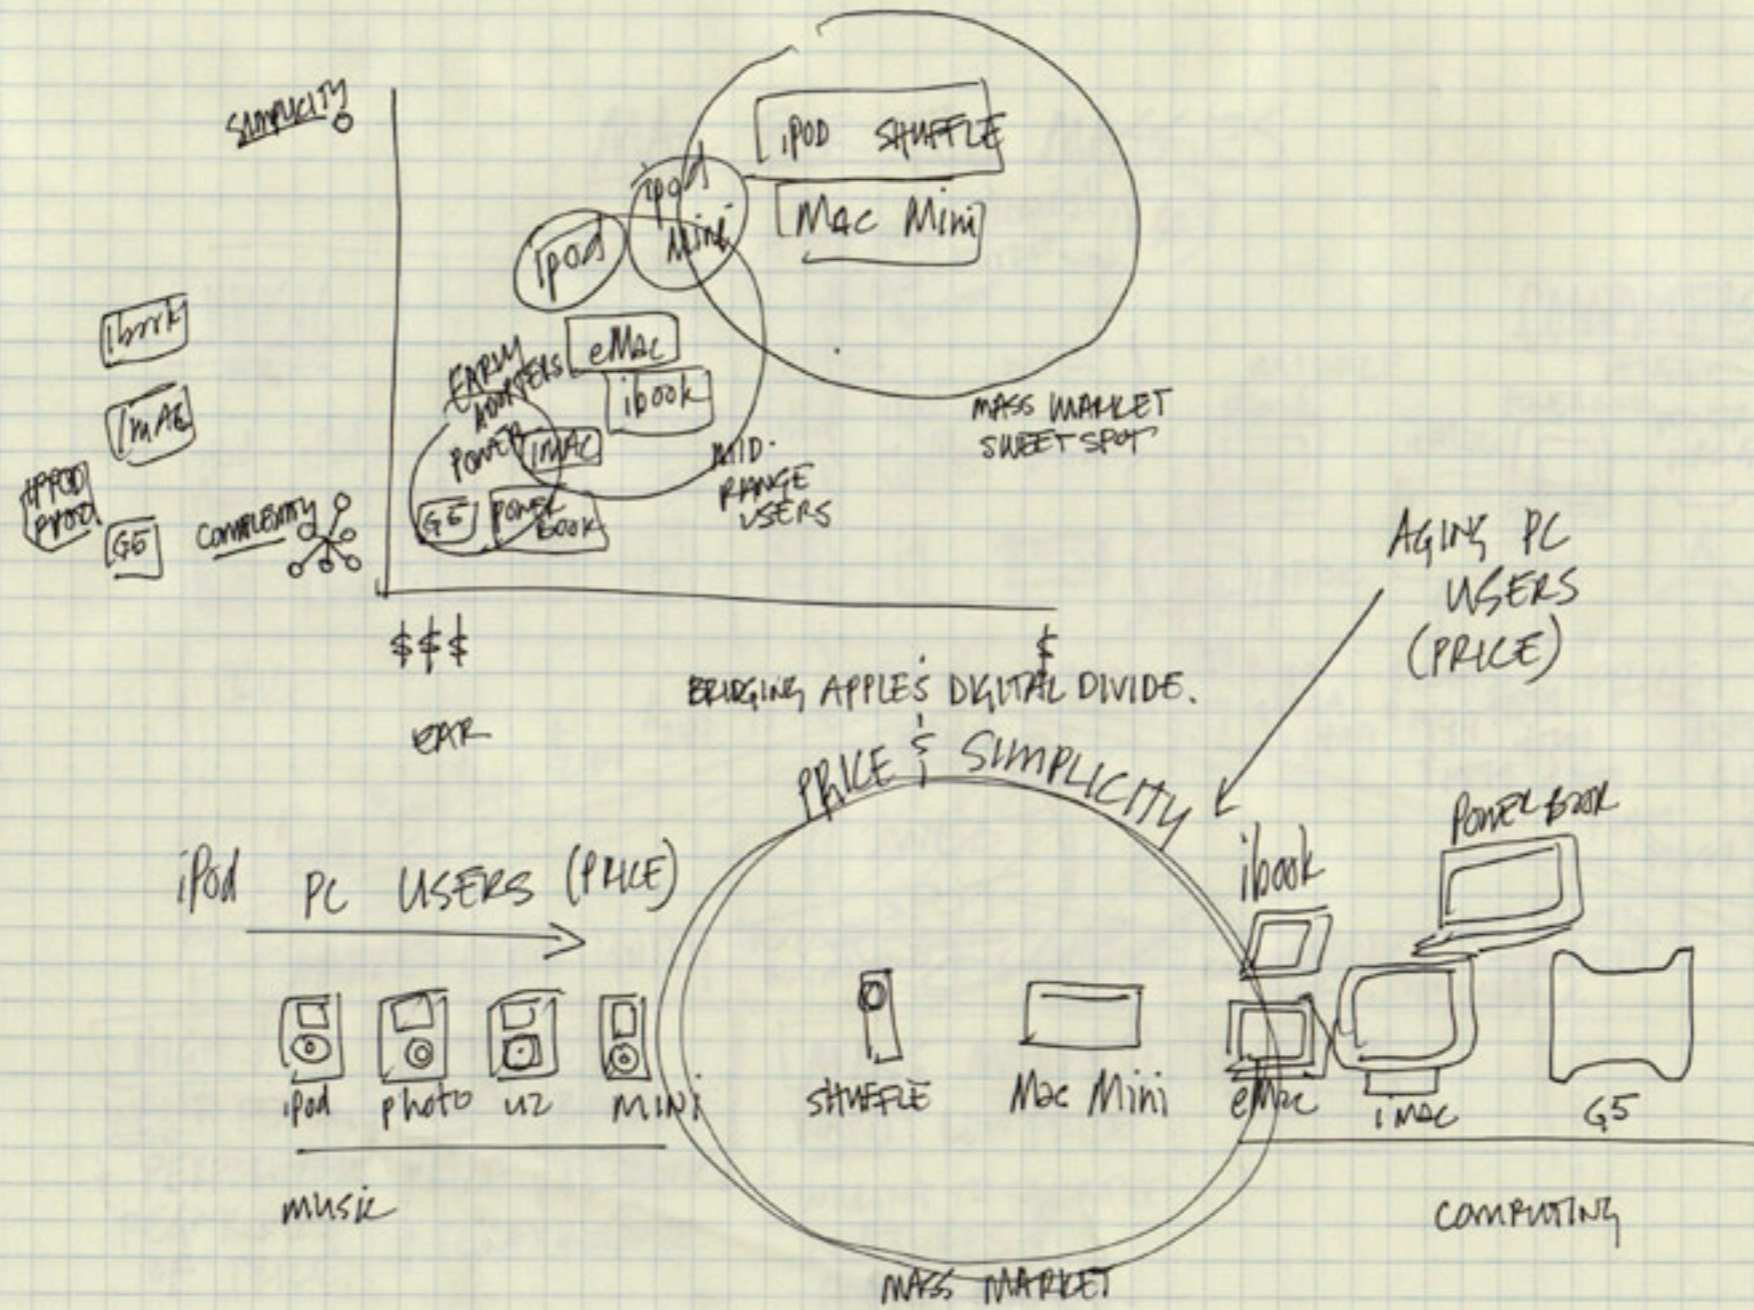 SIMPLICITY
iPOD SHUFFLE
ipod
Mini
MAC Mini
ipod
ibook
eMac
EARLY
ADOPTERS
ibook
iMAC
MASS MARKET
SWEET SPOT
POWER
iMAC
MID-
RANGE
USERS
G5
POWER
BOOK
COMPLEXITY
G5
AGING PC
USERS
(PRICE)
$$$
$
BRIDGING APPLE'S DIGITAL DIVIDE.
EAR
PRICE & SIMPLICITY
POWERBOOK
iPod PC USERS (PRICE)
ibook
iPod
photo
U2
MINI
SHUFFLE
Mac Mini
eMac
iMAC
G5
MUSIC
COMPUTING
MASS MARKET